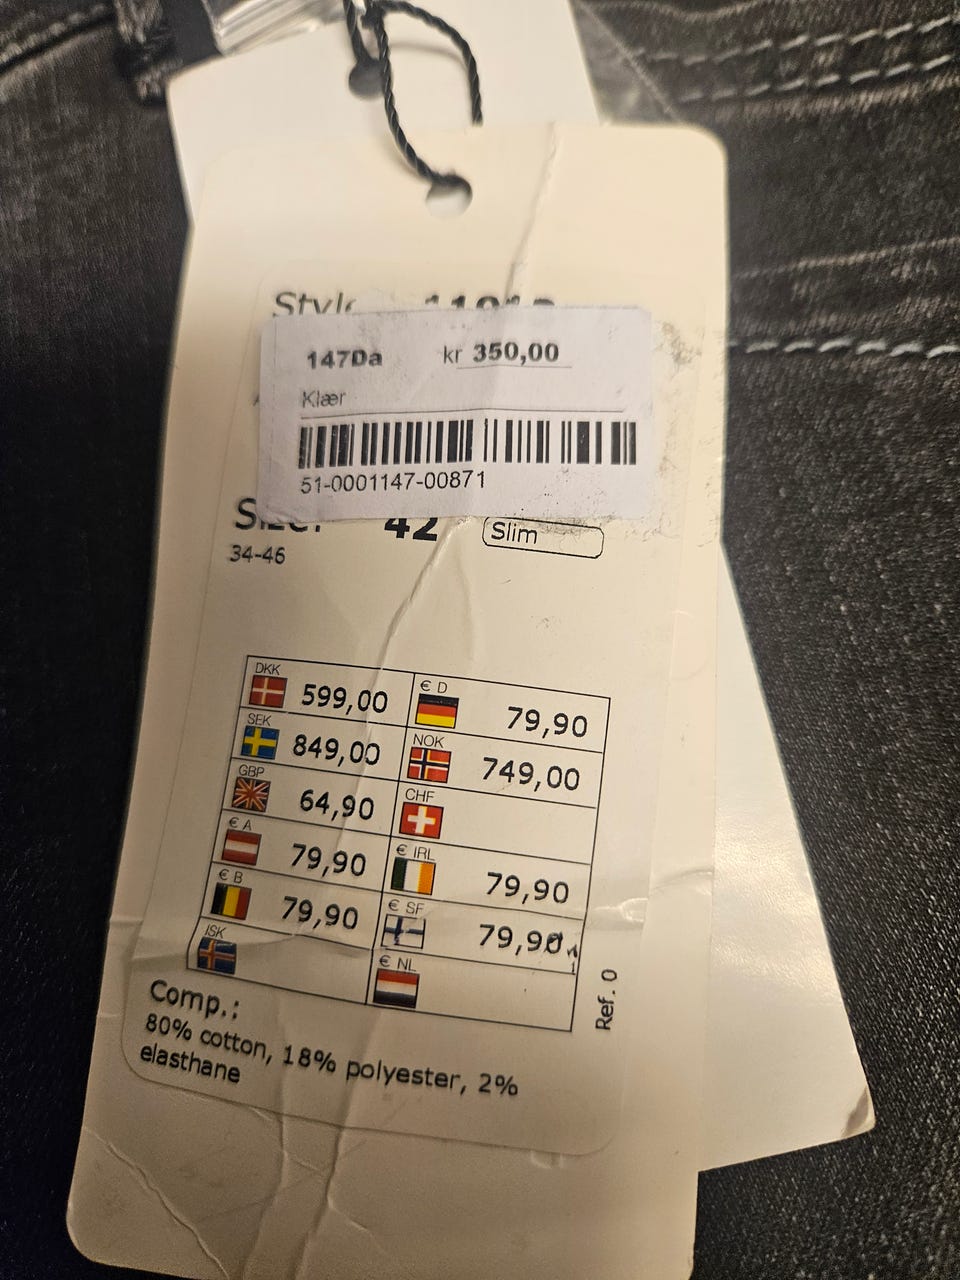 Style
147Da kr 350,00
Klær
51-0001147-00871
Size: 42 Slim
34-46
DKK 599,00 € D 79,90
SEK 849,00 NOK 749,00
GBP 64,90 CHF
€ A 79,90 € IRL 79,90
€ B 79,90 € SF 79,90
ISK € NL
Ref. 0
Comp.:
80% cotton, 18% polyester, 2%
elasthane